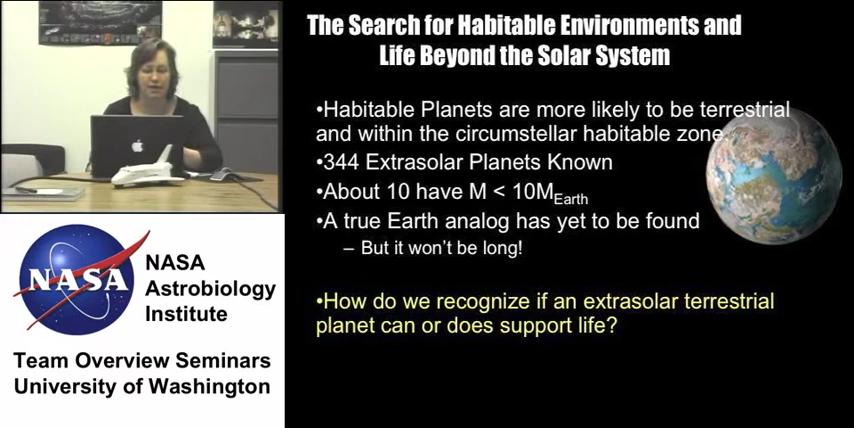 The Search for Habitable Environments and
Life Beyond the Solar System
•Habitable Planets are more likely to be terrestrial
and within the circumstellar habitable zone.
•344 Extrasolar Planets Known
•About 10 have M < 10MEarth
•A true Earth analog has yet to be found
– But it won't be long!
•How do we recognize if an extrasolar terrestrial
planet can or does support life?
NASA
NASA
Astrobiology
Institute
Team Overview Seminars
University of Washington